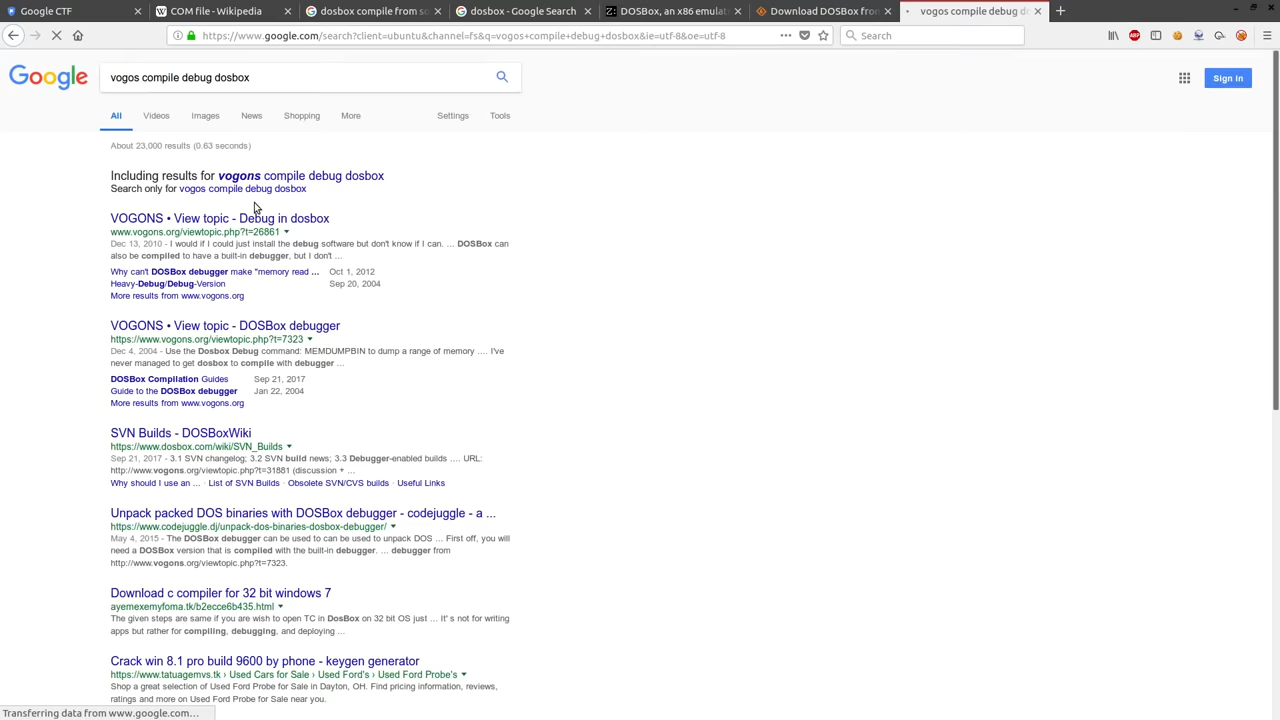 Google CTF
COM file - Wikipedia
dosbox compile from so
dosbox - Google Search
DOSBox, an x86 emulat
Download DOSBox from
vogons compile debug d
https://www.google.com/search?client=ubuntu&channel=fs&q=vogos+compile+debug+dosbox&ie=utf-8&oe=utf-8
Search
Google
vogos compile debug dosbox
Sign in
All Videos Images News Shopping More Settings Tools
About 23,000 results (0.63 seconds)
Including results for vogons compile debug dosbox
Search only for vogos compile debug dosbox
VOGONS • View topic - Debug in dosbox
www.vogons.org/viewtopic.php?t=26861
Dec 13, 2010 - I would if I could just install the debug software but don't know if I can. ... DOSBox can
also be compiled to have a built-in debugger, but I don't ...
Why can't DOSBox debugger make "memory read ... Oct 1, 2012
Heavy-Debug/Debug-Version Sep 20, 2004
More results from www.vogons.org
VOGONS • View topic - DOSBox debugger
https://www.vogons.org/viewtopic.php?t=7323
Dec 4, 2004 - Use the Dosbox Debug command: MEMDUMPBIN to dump a range of memory .... I've
never managed to get dosbox to compile with debugger ...
DOSBox Compilation Guides Sep 21, 2017
Guide to the DOSBox debugger Jan 22, 2004
More results from www.vogons.org
SVN Builds - DOSBoxWiki
https://www.dosbox.com/wiki/SVN_Builds
Sep 21, 2017 - 3.1 SVN changelog; 3.2 SVN build news; 3.3 Debugger-enabled builds .... URL:
http://www.vogons.org/viewtopic.php?t=31881 (discussion + ...
Why should I use an ... · List of SVN Builds · Obsolete SVN/CVS builds · Useful Links
Unpack packed DOS binaries with DOSBox debugger - codejuggle - a ...
https://www.codejuggle.dj/unpack-dos-binaries-dosbox-debugger/
May 4, 2015 - The DOSBox debugger can be used to can be used to unpack DOS ... First off, you will
need a DOSBox version that is compiled with the built-in debugger. ... debugger from
http://www.vogons.org/viewtopic.php?t=7323.
Download c compiler for 32 bit windows 7
ayemexemyfoma.tk/b2ecce6b435.html
The given steps are same if you are wish to open TC in DosBox on 32 bit OS just ... It' s not for writing
apps but rather for compiling, debugging, and deploying ...
Crack win 8.1 pro build 9600 by phone - keygen generator
https://www.tatuagemvs.tk › Used Cars for Sale › Used Ford's › Used Ford Probe's
Shop a great selection of Used Ford Probe for Sale in Dayton, OH. Find pricing information, reviews,
ratings and more on Used Ford Probe for Sale near you.
Transferring data from www.google.com…